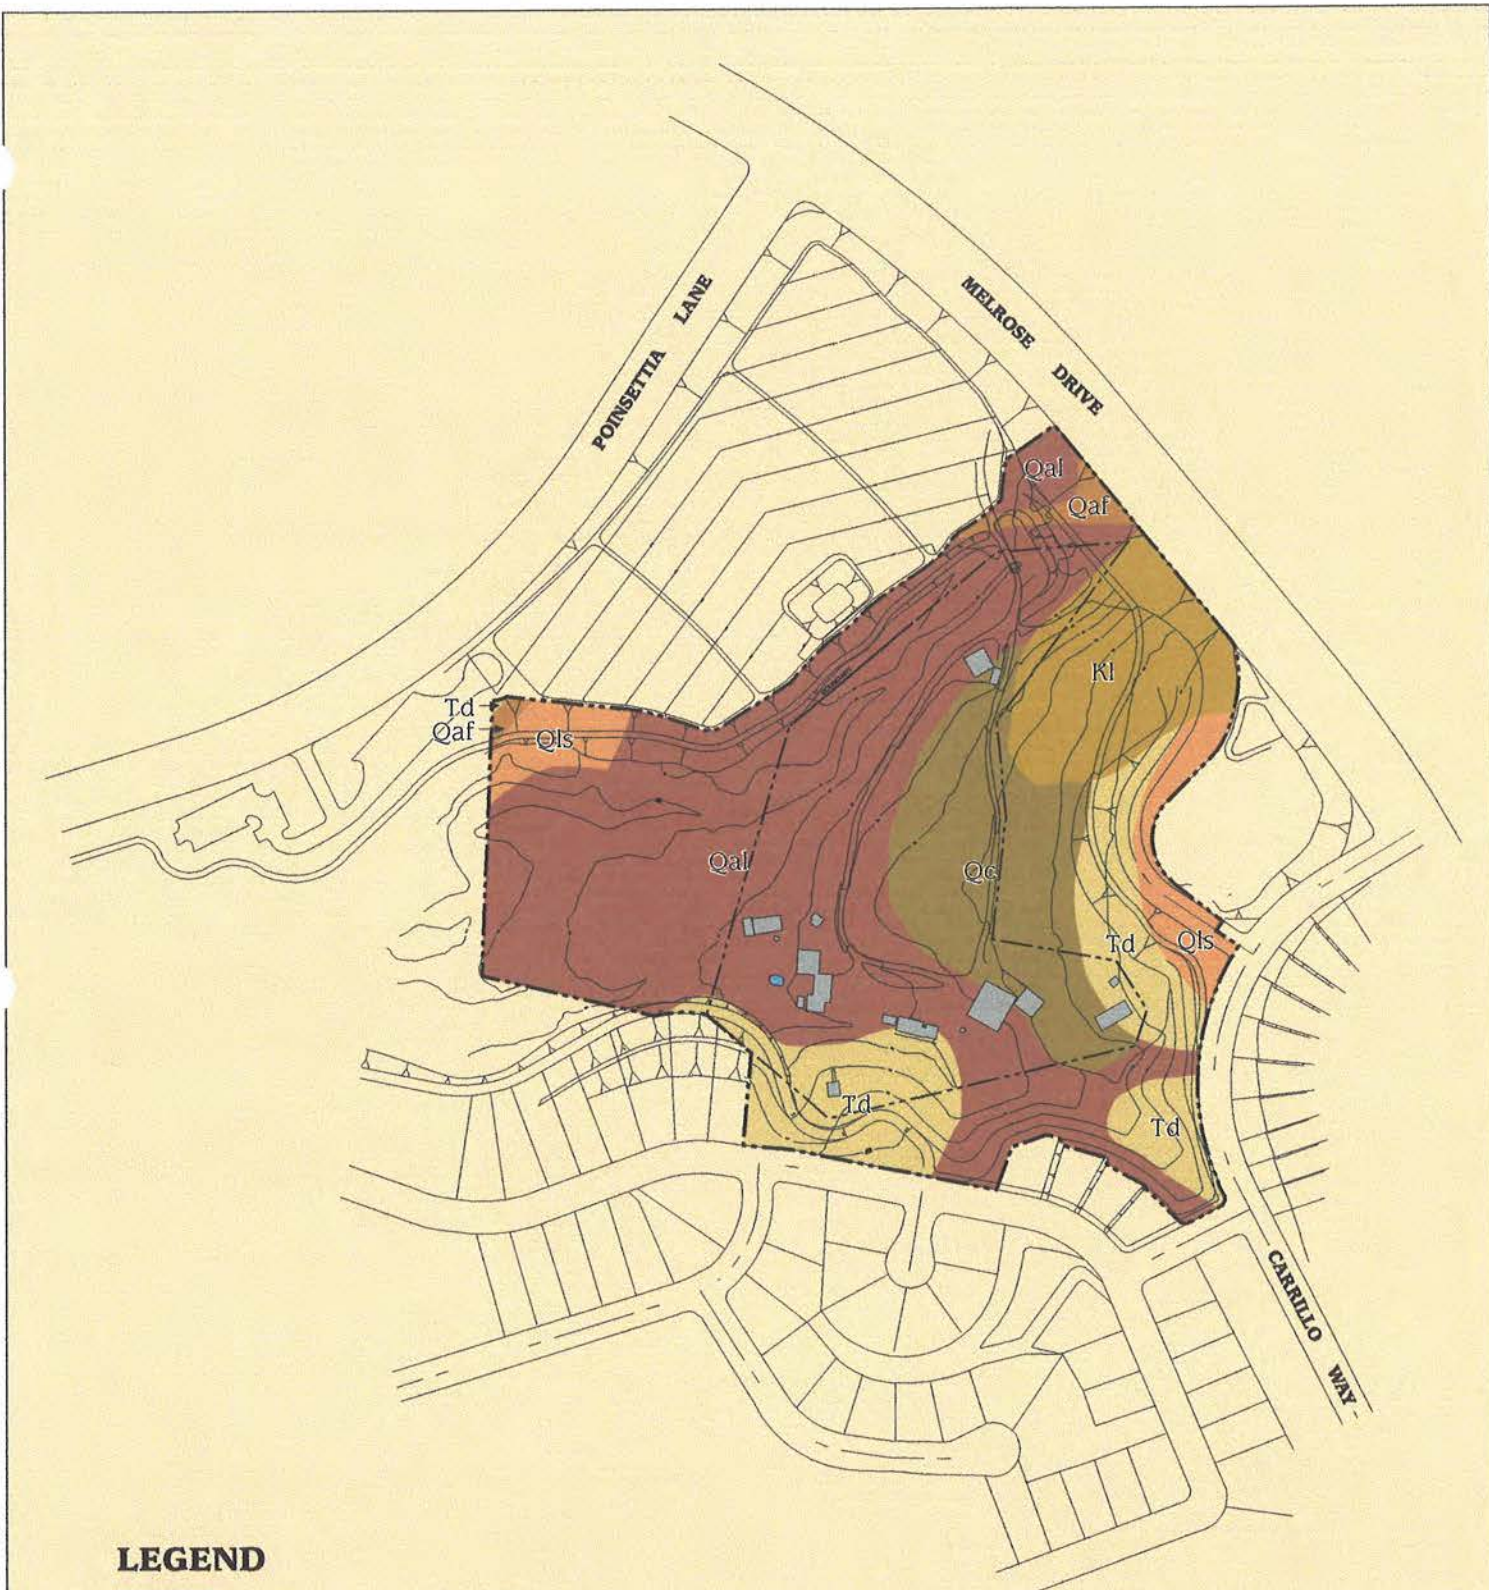 POINSETTIA LANE
MELROSE DRIVE
Qal
Qaf
Kl
Td
Qaf
Qls
Qal
Qc
Td
Qls
Td
Td
CARRILLO WAY
LEGEND